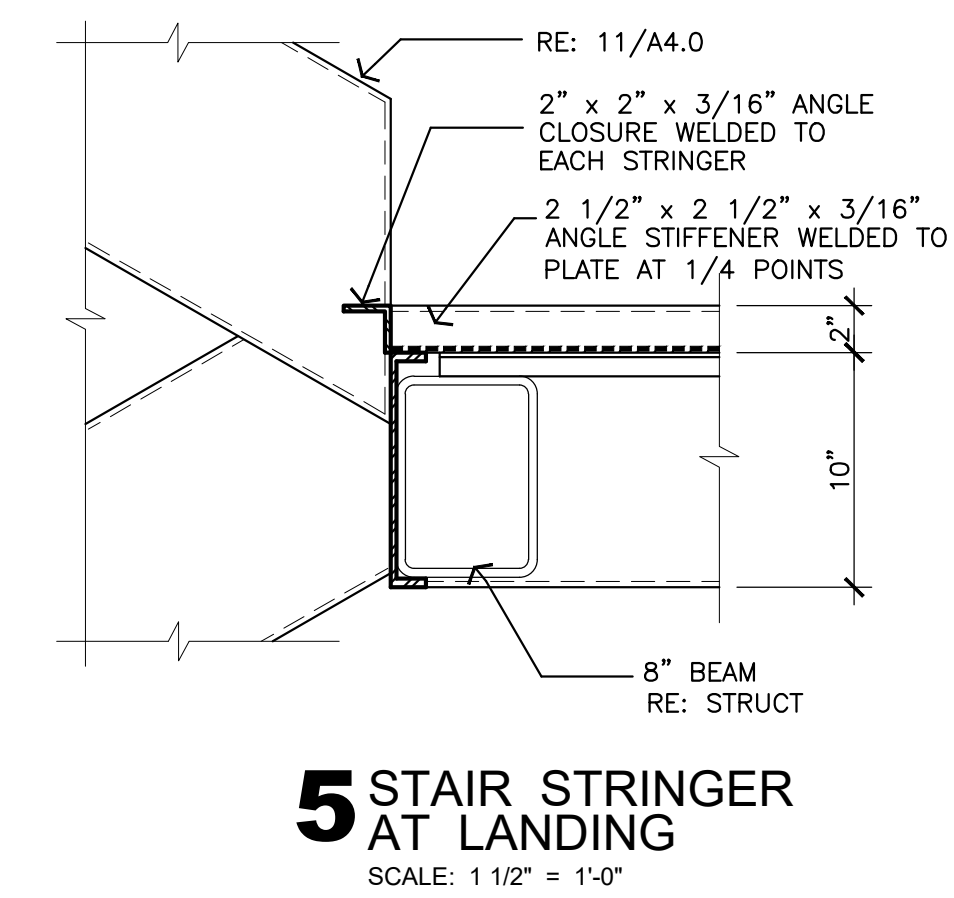 RE: 11/A4.0
2" x 2" x 3/16" ANGLE
CLOSURE WELDED TO
EACH STRINGER
2 1/2" x 2 1/2" x 3/16"
ANGLE STIFFENER WELDED TO
PLATE AT 1/4 POINTS
2"
10"
8" BEAM
RE: STRUCT
5 STAIR STRINGER
AT LANDING
SCALE: 1 1/2" = 1'-0"